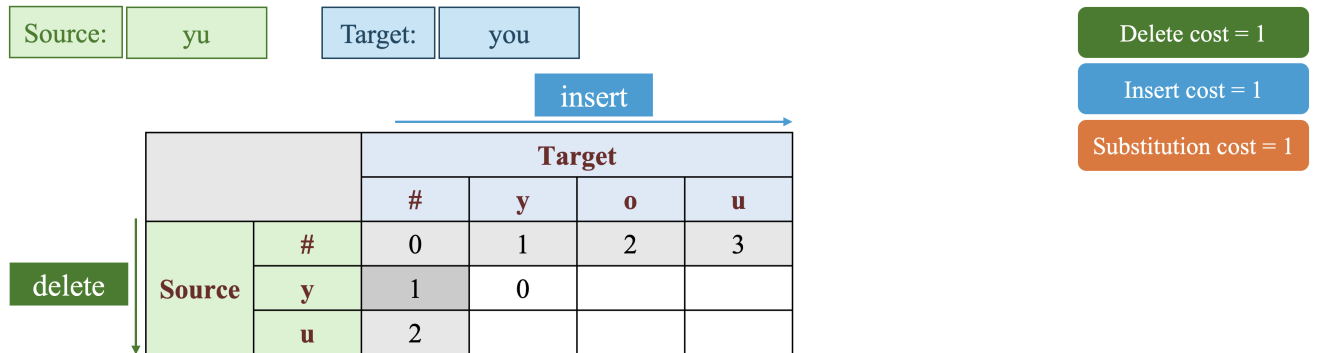 Source: yu Target: you Delete cost = 1
insert Insert cost = 1
Substitution cost = 1
Target
# y o u
# 0 1 2 3
delete Source y 1 0
u 2